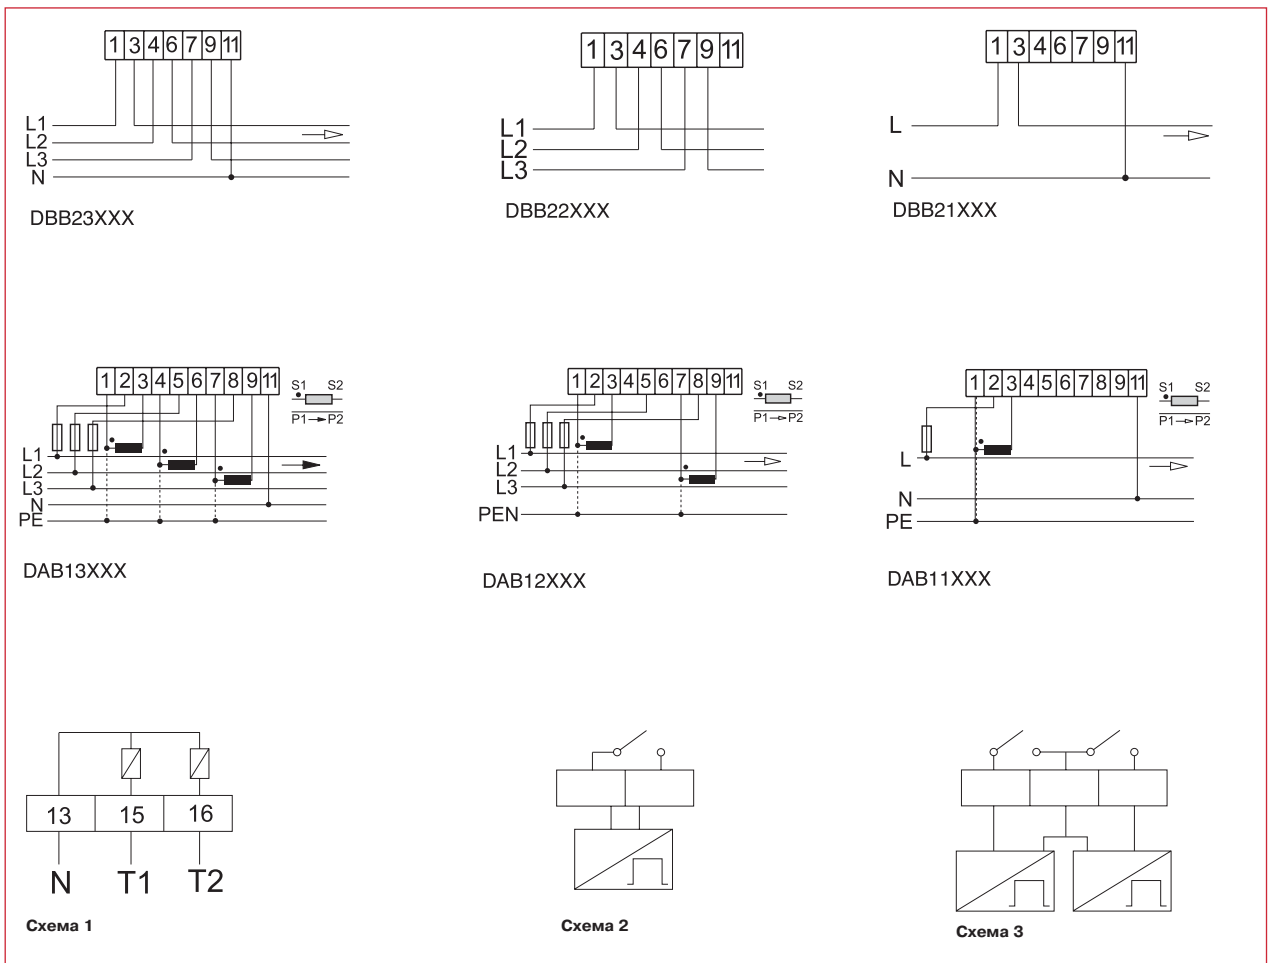 1 3 4 6 7 9 11
L1
L2
L3
N
DBB23XXX
1 3 4 6 7 9 11
L1
L2
L3
DBB22XXX
1 3 4 6 7 9 11
L
N
DBB21XXX
1 2 3 4 5 6 7 8 9 11
S1 S2
P1 P2
L1
L2
L3
N
PE
DAB13XXX
1 2 3 4 5 6 7 8 9 11
S1 S2
P1 P2
L1
L2
L3
PEN
DAB12XXX
1 2 3 4 5 6 7 8 9 11
S1 S2
P1 P2
L
N
PE
DAB11XXX
13 15 16
N T1 T2
Схема 1
Схема 2
Схема 3